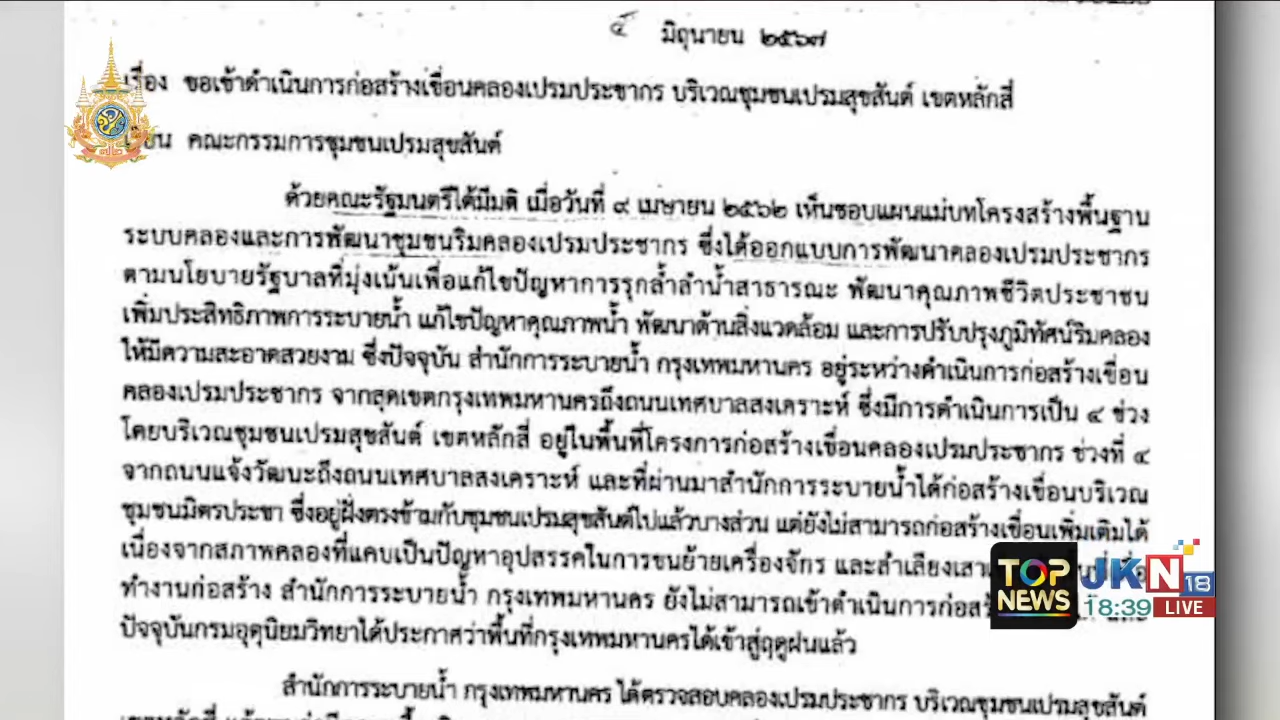 ๔ มิถุนายน ๒๕๖๗
เรื่อง ขอเข้าดำเนินการก่อสร้างเขื่อนคลองเปรมประชากร บริเวณชุมชนเปรมสุขสันต์ เขตหลักสี่
เรียน คณะกรรมการชุมชนเปรมสุขสันต์
ด้วยคณะรัฐมนตรีได้มีมติ เมื่อวันที่ ๙ เมษายน ๒๕๖๒ เห็นชอบแผนแม่บทโครงสร้างพื้นฐาน
ระบบคลองและการพัฒนาชุมชนริมคลองเปรมประชากร ซึ่งได้ออกแบบการพัฒนาคลองเปรมประชากร
ตามนโยบายรัฐบาลที่มุ่งเน้นเพื่อแก้ไขปัญหาการรุกล้ำลำน้ำสาธารณะ พัฒนาคุณภาพชีวิตประชาชน
เพิ่มประสิทธิภาพการระบายน้ำ แก้ไขปัญหาคุณภาพน้ำ พัฒนาด้านสิ่งแวดล้อม และการปรับปรุงภูมิทัศน์ริมคลอง
ให้มีความสะอาดสวยงาม ซึ่งปัจจุบัน สำนักการระบายน้ำ กรุงเทพมหานคร อยู่ระหว่างดำเนินการก่อสร้างเขื่อน
คลองเปรมประชากร จากสุดเขตกรุงเทพมหานครถึงถนนเทศบาลสงเคราะห์ ซึ่งมีการดำเนินการเป็น ๔ ช่วง
โดยบริเวณชุมชนเปรมสุขสันต์ เขตหลักสี่ อยู่ในพื้นที่โครงการก่อสร้างเขื่อนคลองเปรมประชากร ช่วงที่ ๔
จากถนนแจ้งวัฒนะถึงถนนเทศบาลสงเคราะห์ และที่ผ่านมาสำนักการระบายน้ำได้ก่อสร้างเขื่อนบริเวณ
ชุมชนมิตรประชา ซึ่งอยู่ฝั่งตรงข้ามกับชุมชนเปรมสุขสันต์ไปแล้วบางส่วน แต่ยังไม่สามารถก่อสร้างเขื่อนเพิ่มเติมได้
เนื่องจากสภาพคลองที่แคบเป็นปัญหาอุปสรรคในการขนย้ายเครื่องจักร และลำเลียง
ทำงานก่อสร้าง สำนักการระบายน้ำ กรุงเทพมหานคร ยังไม่สามารถเข้าดำเนินการ
ปัจจุบันกรมอุตุนิยมวิทยาได้ประกาศว่าพื้นที่กรุงเทพมหานครได้เข้าสู่ฤดูฝนแล้ว
สำนักการระบายน้ำ กรุงเทพมหานคร ได้ตรวจสอบคลองเปรมประชากร บริเวณชุมชนเปรมสุขสันต์
TOP NEWS
JKN 18
18:39 LIVE